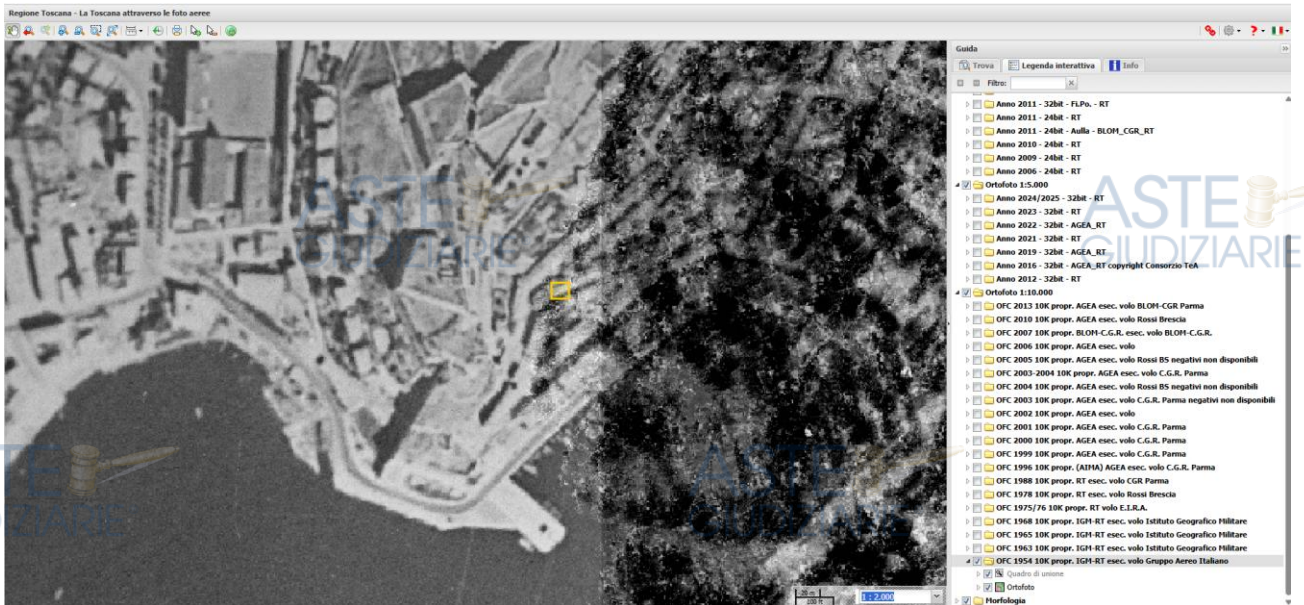 Regione Toscana - La Toscana attraverso le foto aeree
Guida
Trova Legenda interattiva Info
Filtro:
Anno 2011 - 32bit - Fi.Po. - RT
Anno 2011 - 24bit - RT
Anno 2011 - 24bit - Aulla - BLOM_CGR_RT
Anno 2010 - 24bit - RT
Anno 2009 - 24bit - RT
Anno 2006 - 24bit - RT
Ortofoto 1:5.000
Anno 2024/2025 - 32bit - RT
Anno 2023 - 32bit - RT
Anno 2022 - 32bit - AGEA_RT
Anno 2021 - 32bit - RT
Anno 2019 - 32bit - AGEA_RT
Anno 2016 - 32bit - AGEA_RT copyright Consorzio TeA
Anno 2012 - 32bit - RT
Ortofoto 1:10.000
OFC 2013 10K propr. AGEA esec. volo BLOM-CGR Parma
OFC 2010 10K propr. AGEA esec. volo Rossi Brescia
OFC 2007 10K propr. BLOM-C.G.R. esec. volo BLOM-C.G.R.
OFC 2006 10K propr. AGEA esec. volo
OFC 2005 10K propr. AGEA esec. volo Rossi BS negativi non disponibili
OFC 2003-2004 10K propr. AGEA esec. volo C.G.R. Parma
OFC 2004 10K propr. AGEA esec. volo Rossi BS negativi non disponibili
OFC 2003 10K propr. AGEA esec. volo C.G.R. Parma negativi non disponibili
OFC 2002 10K propr. AGEA esec. volo
OFC 2001 10K propr. AGEA esec. volo C.G.R. Parma
OFC 2000 10K propr. AGEA esec. volo C.G.R. Parma
OFC 1999 10K propr. AGEA esec. volo C.G.R. Parma
OFC 1996 10K propr. (AIMA) AGEA esec. volo C.G.R. Parma
OFC 1988 10K propr. RT esec. volo CGR Parma
OFC 1978 10K propr. RT esec. volo Rossi Brescia
OFC 1975/76 10K propr. RT volo E.I.R.A.
OFC 1968 10K propr. IGM-RT esec. volo Istituto Geografico Militare
OFC 1965 10K propr. IGM-RT esec. volo Istituto Geografico Militare
OFC 1963 10K propr. IGM-RT esec. volo Istituto Geografico Militare
OFC 1954 10K propr. IGM-RT esec. volo Gruppo Aereo Italiano
Quadro di unione
Ortofoto
Morfologia
20 m
100 ft
1 : 2.000
ASTE
GIUDIZIARIE
ASTE
GIUDIZIARIE
ASTE
GIUDIZIARIE
ASTE